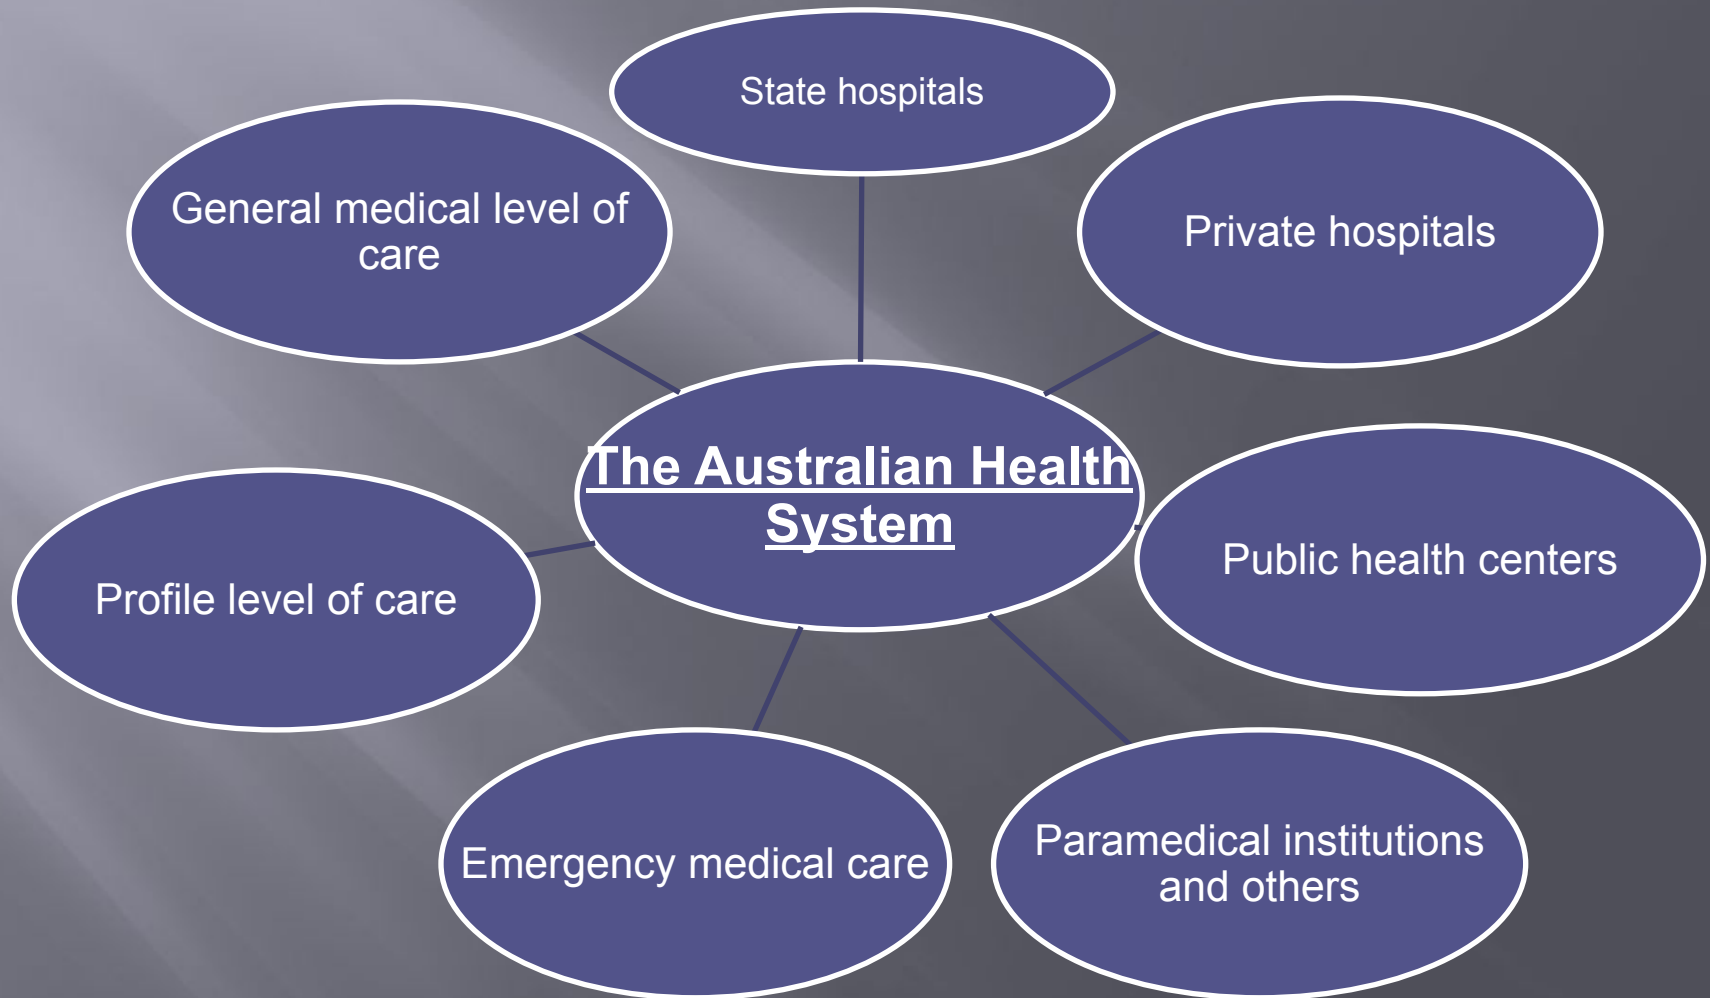 State hospitals
General medical level of
care
Private hospitals
The Australian Health
System
Public health centers
Profile level of care
Paramedical institutions
and others
Emergency medical care